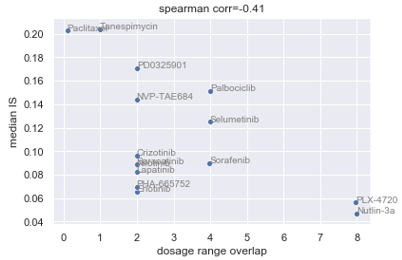 spearman corr=-0.41
median IS
0.20
0.18
0.16
0.14
0.12
0.10
0.08
0.06
0.04
Tanespimycin
PD0325901
NVP-TAE684
Palbociclib
Selumetinib
Crizotinib
Sorafenib
Lapatinib
PHA-665752
Erlotinib
PLX-4720
Nutlin-3a
0 1 2 3 4 5 6 7 8
dosage range overlap